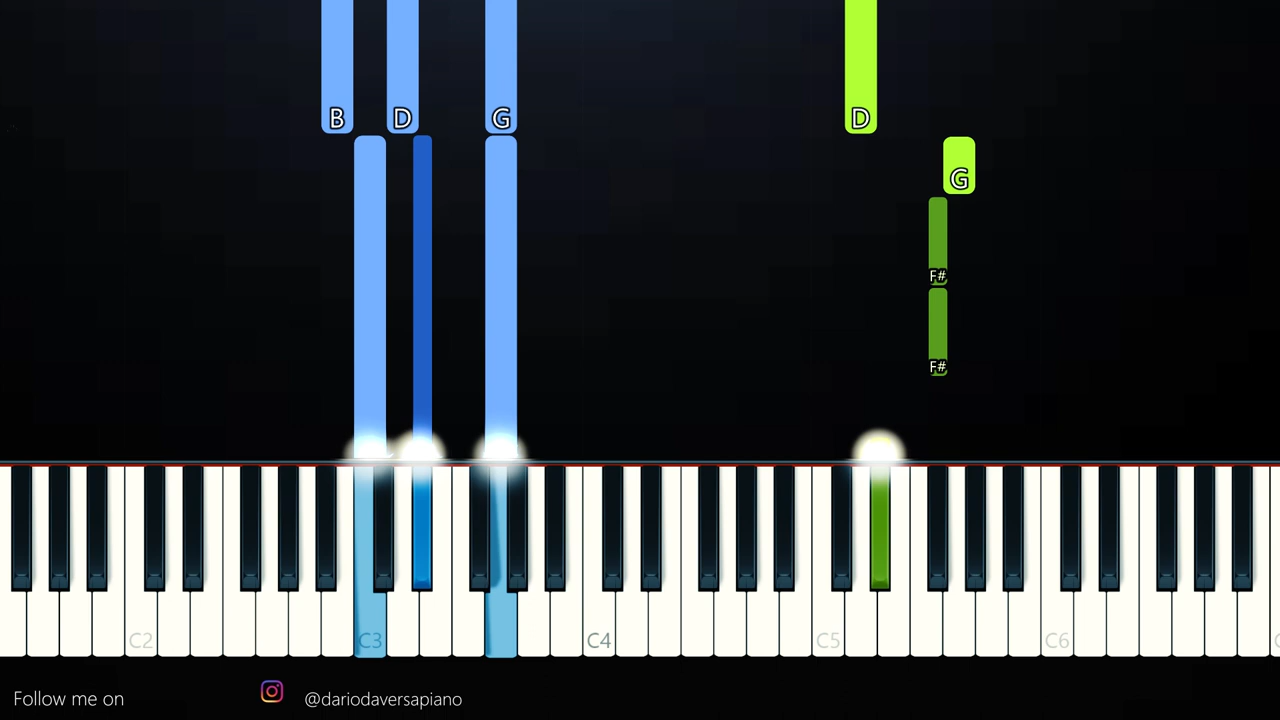 B D G D
G
F#
F#
C2 C3 C4 C5 C6
Follow me on @dariodaversapiano